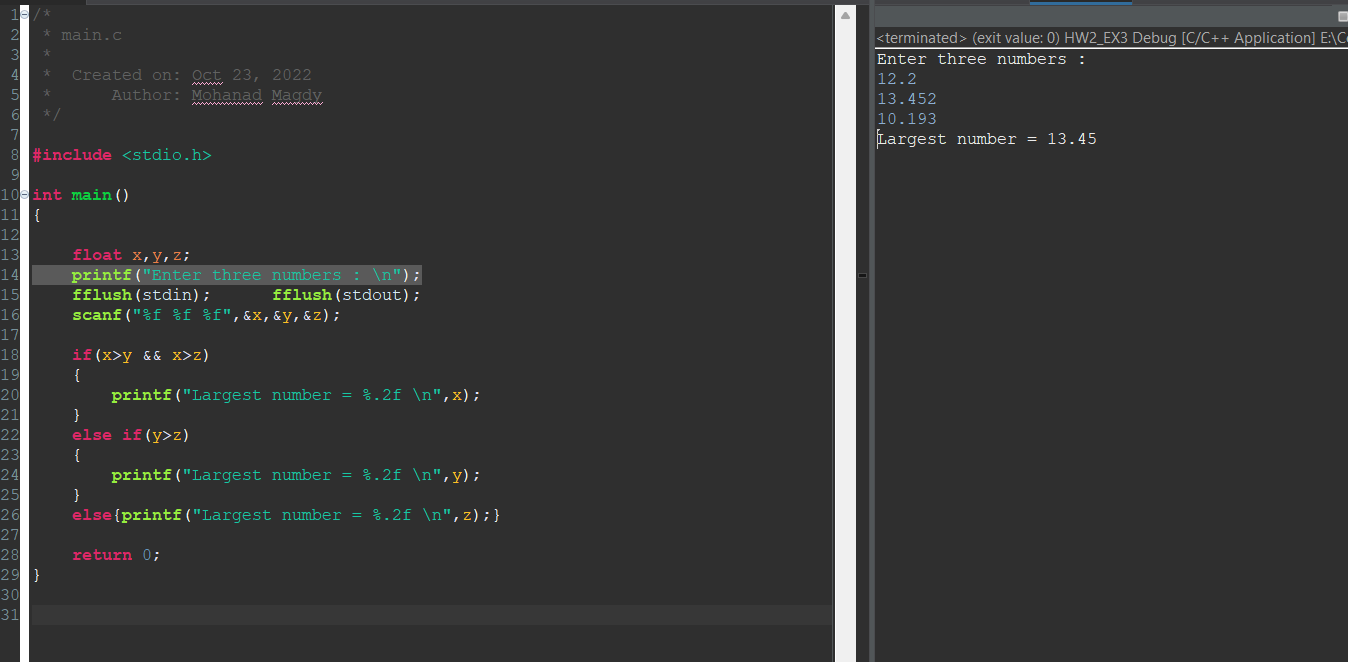 1 /*
2  * main.c
3  *
4  *  Created on: Oct 23, 2022
5  *      Author: Mohanad Magdy
6  */
7
8 #include <stdio.h>
9
10 int main()
11 {
12
13     float x,y,z;
14     printf("Enter three numbers : \n");
15     fflush(stdin);      fflush(stdout);
16     scanf("%f %f %f",&x,&y,&z);
17
18     if(x>y && x>z)
19     {
20         printf("Largest number = %.2f \n",x);
21     }
22     else if(y>z)
23     {
24         printf("Largest number = %.2f \n",y);
25     }
26     else{printf("Largest number = %.2f \n",z);}
27
28     return 0;
29 }
30
31
<terminated> (exit value: 0) HW2_EX3 Debug [C/C++ Application] E:\C
Enter three numbers :
12.2
13.452
10.193
Largest number = 13.45